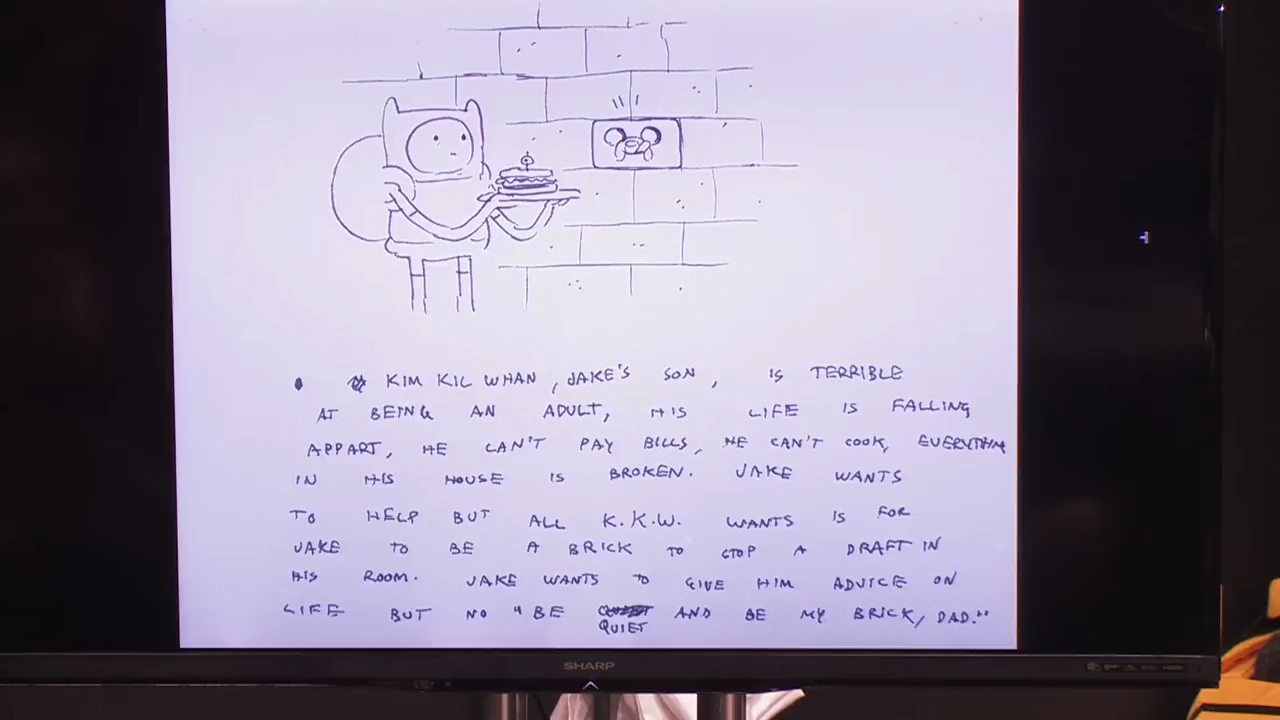 KIM KIL WHAN, JAKE'S SON, IS TERRIBLE
AT BEING AN ADULT, HIS LIFE IS FALLING
APPART, HE CAN'T PAY BILLS, HE CAN'T COOK, EVERYTHING
IN HIS HOUSE IS BROKEN. JAKE WANTS
TO HELP BUT ALL K.K.W. WANTS IS FOR
JAKE TO BE A BRICK TO STOP A DRAFT IN
HIS ROOM. JAKE WANTS TO GIVE HIM ADVICE ON
LIFE BUT NO "BE QUIET AND BE MY BRICK, DAD."
SHARP